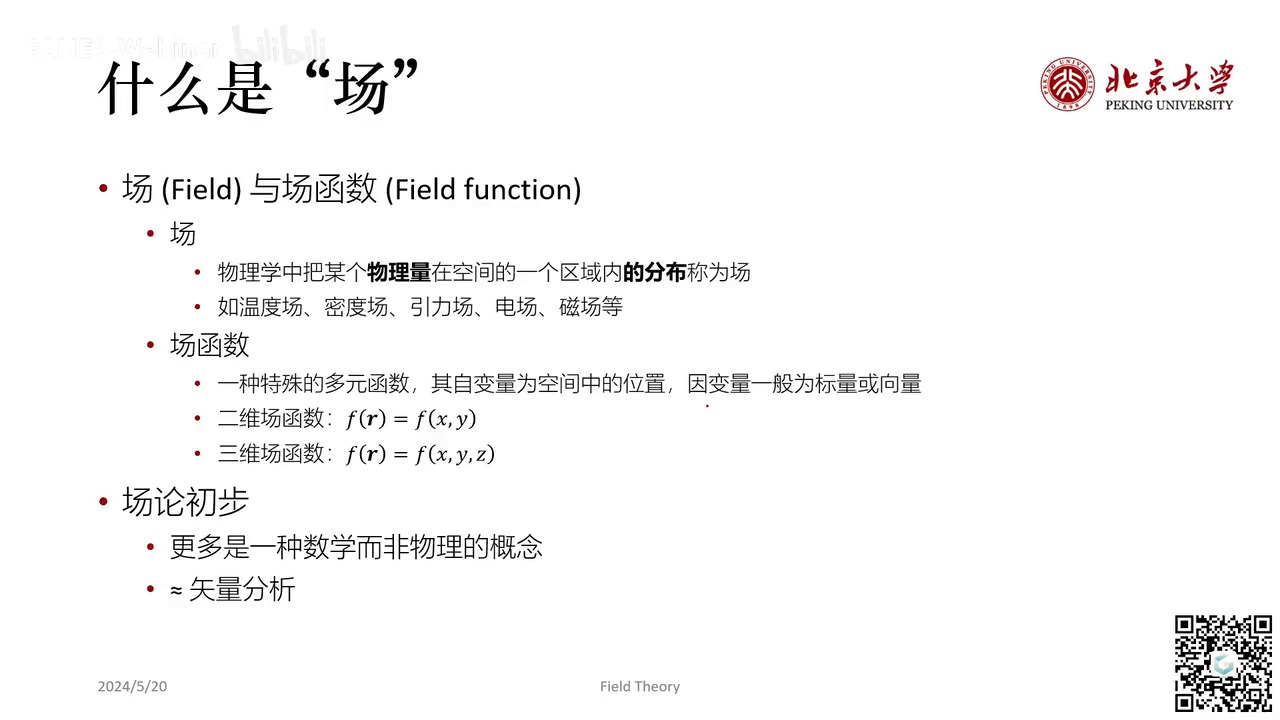 bilibili
什么是“场”
北京大学
PEKING UNIVERSITY
• 场 (Field) 与场函数 (Field function)
• 场
• 物理学中把某个物理量在空间的一个区域内的分布称为场
• 如温度场、密度场、引力场、电场、磁场等
• 场函数
• 一种特殊的多元函数，其自变量为空间中的位置，因变量一般为标量或向量
• 二维场函数：f(r) = f(x, y)
• 三维场函数：f(r) = f(x, y, z)
• 场论初步
• 更多是一种数学而非物理的概念
• ≈ 矢量分析
2024/5/20
Field Theory